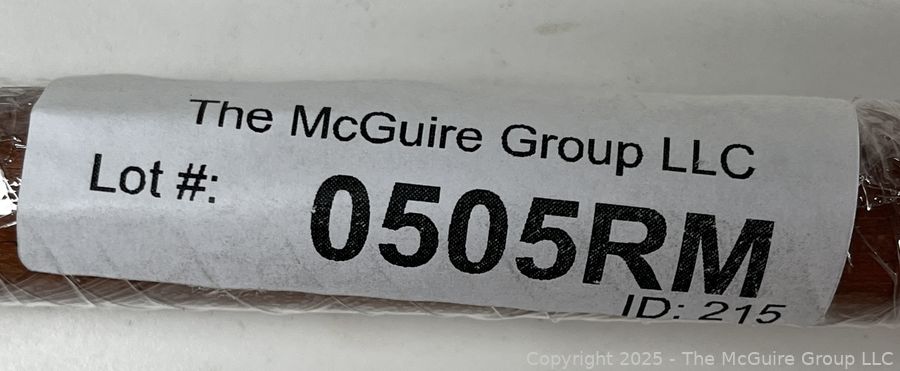 The McGuire Group LLC
Lot #: 0505RM
ID: 215
Copyright 2025 - The McGuire Group LLC